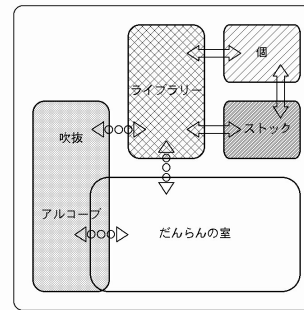 個
ライブラリー
吹抜
ストック
アルコーブ
だんらんの室